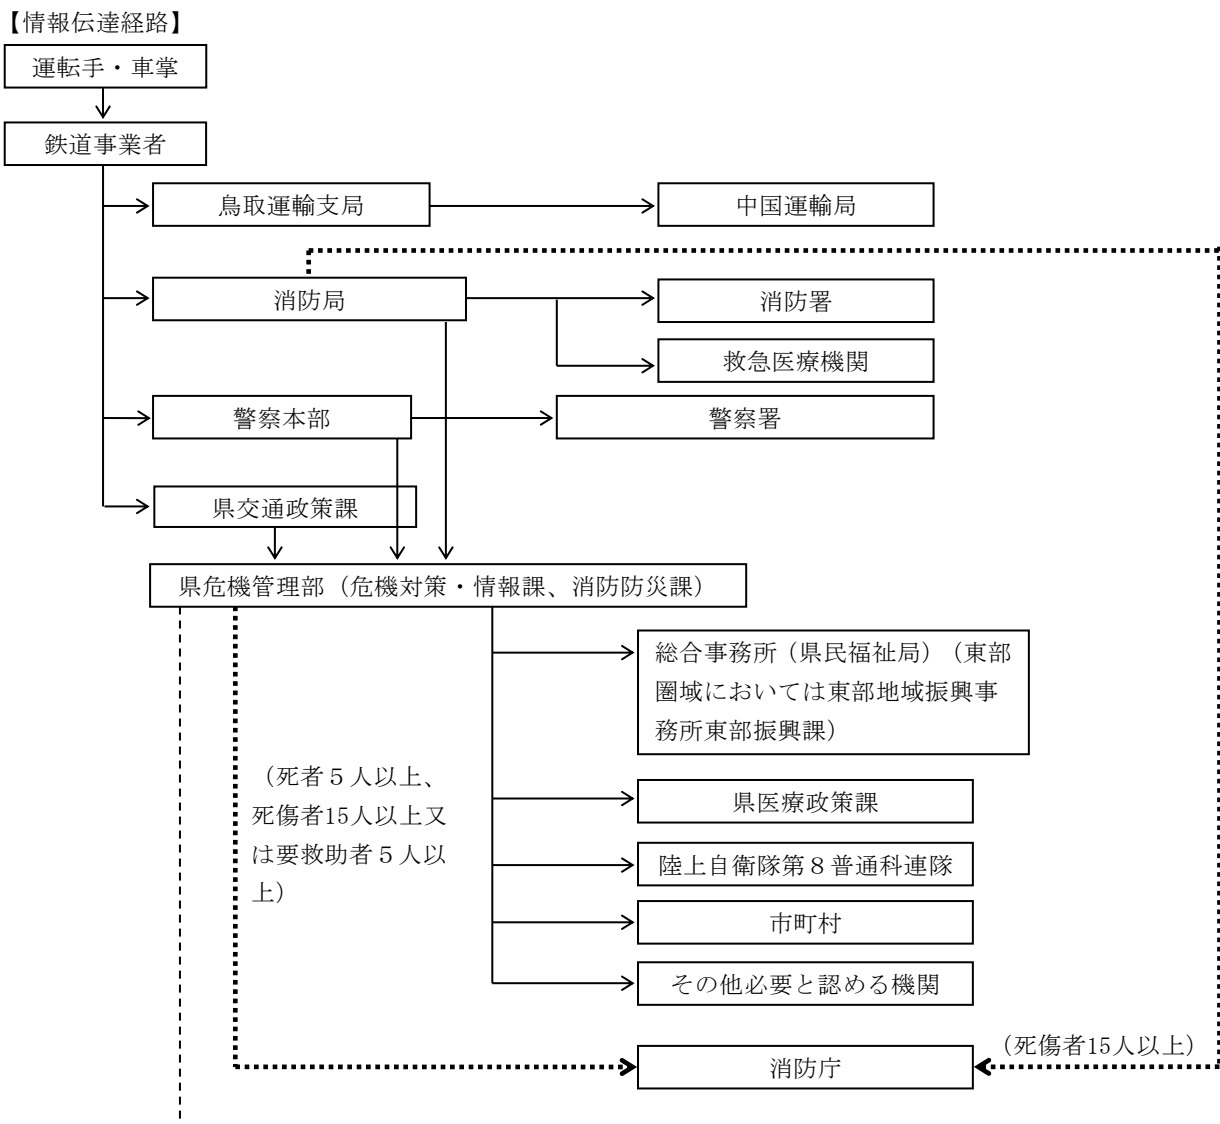 【情報伝達経路】
運転手・車掌
鉄道事業者
鳥取運輸支局
中国運輸局
消防局
消防署
救急医療機関
警察本部
警察署
県交通政策課
県危機管理部（危機対策・情報課、消防防災課）
総合事務所（県民福祉局）（東部
圏域においては東部地域振興事
務所東部振興課）
（死者５人以上、
死傷者15人以上又
は要救助者５人以
上）
県医療政策課
陸上自衛隊第８普通科連隊
市町村
その他必要と認める機関
（死傷者15人以上）
消防庁